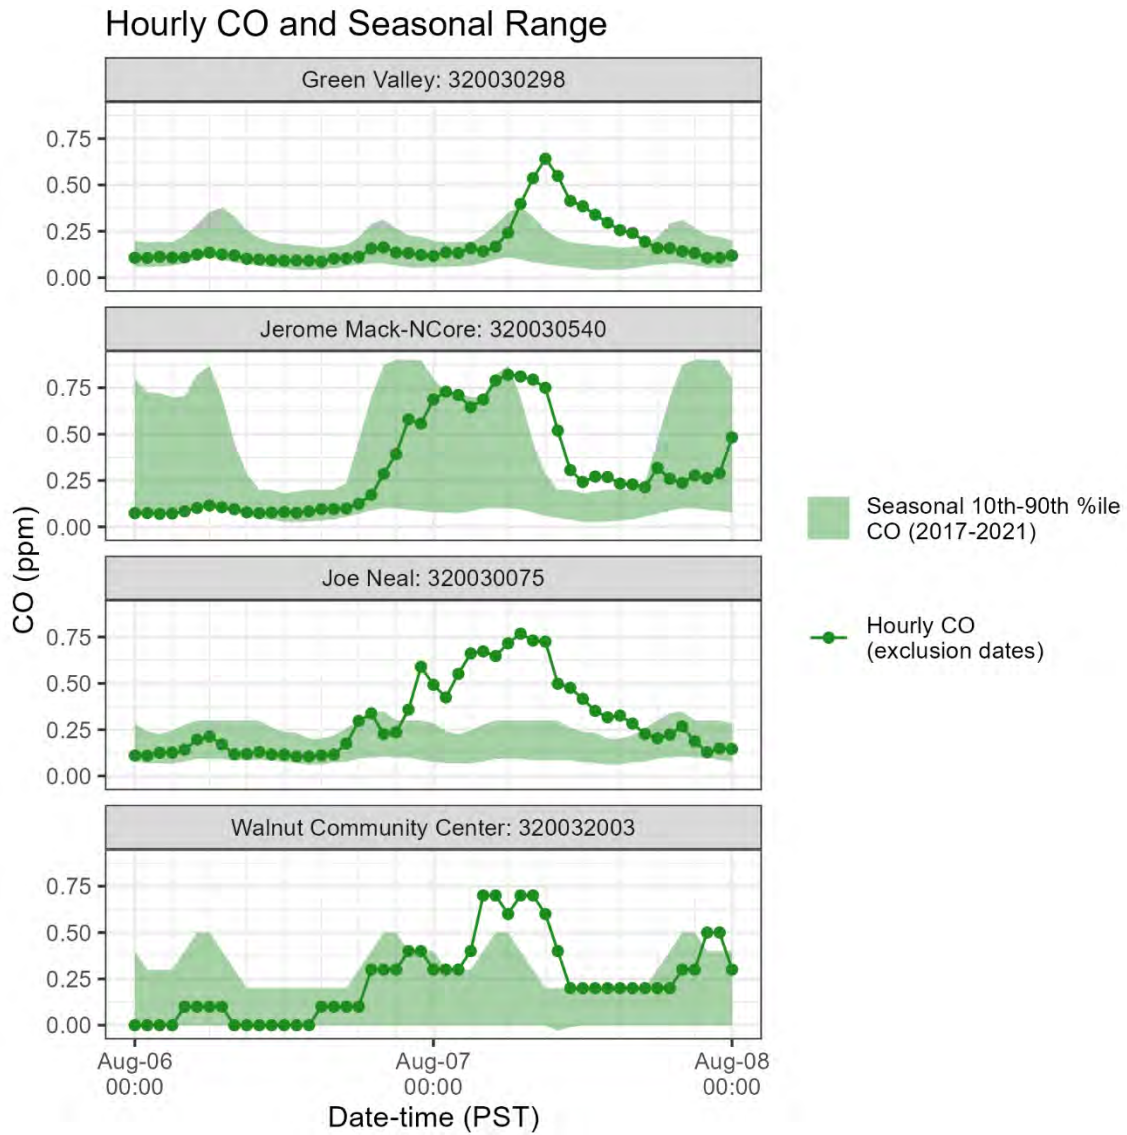 Hourly CO and Seasonal Range
Green Valley: 320030298
0.75
0.50
0.25
0.00
Jerome Mack-NCore: 320030540
0.75
0.50
0.25
0.00
Joe Neal: 320030075
0.75
0.50
0.25
0.00
Walnut Community Center: 320032003
0.75
0.50
0.25
0.00
CO (ppm)
Aug-06
00:00
Aug-07
00:00
Aug-08
00:00
Date-time (PST)
Seasonal 10th-90th %ile
CO (2017-2021)
Hourly CO
(exclusion dates)